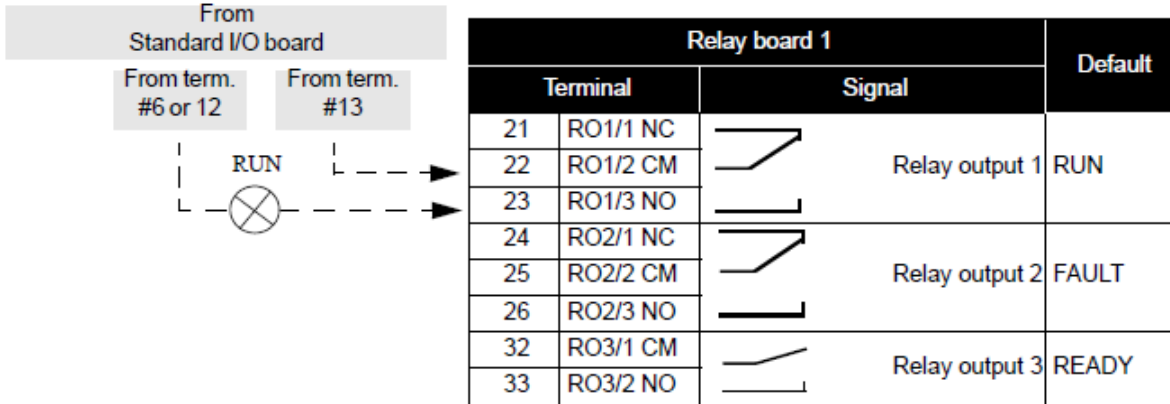 From
Standard I/O board
From term.
#6 or 12
From term.
#13
RUN
Relay board 1
Default
Terminal
Signal
21 RO1/1 NC
22 RO1/2 CM Relay output 1 RUN
23 RO1/3 NO
24 RO2/1 NC
25 RO2/2 CM Relay output 2 FAULT
26 RO2/3 NO
32 RO3/1 CM
Relay output 3 READY
33 RO3/2 NO